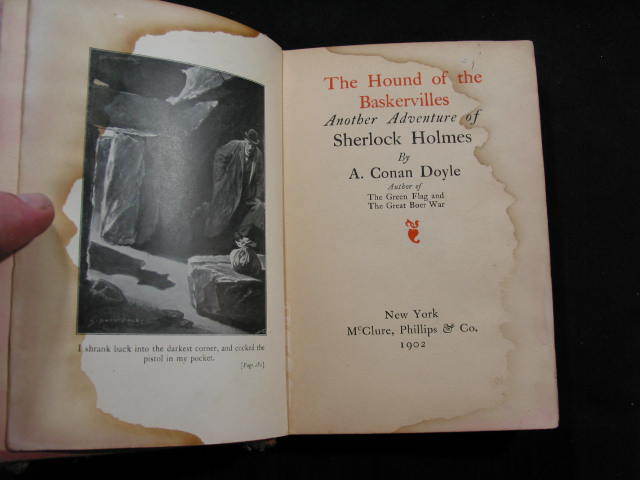 I shrank back into the darkest corner, and cocked the
pistol in my pocket.
The Hound of the
Baskervilles
Another Adventure of
Sherlock Holmes
By
A. Conan Doyle
Author of
The Green Flag and
The Great Boer War
New York
McClure, Phillips & Co.
1902